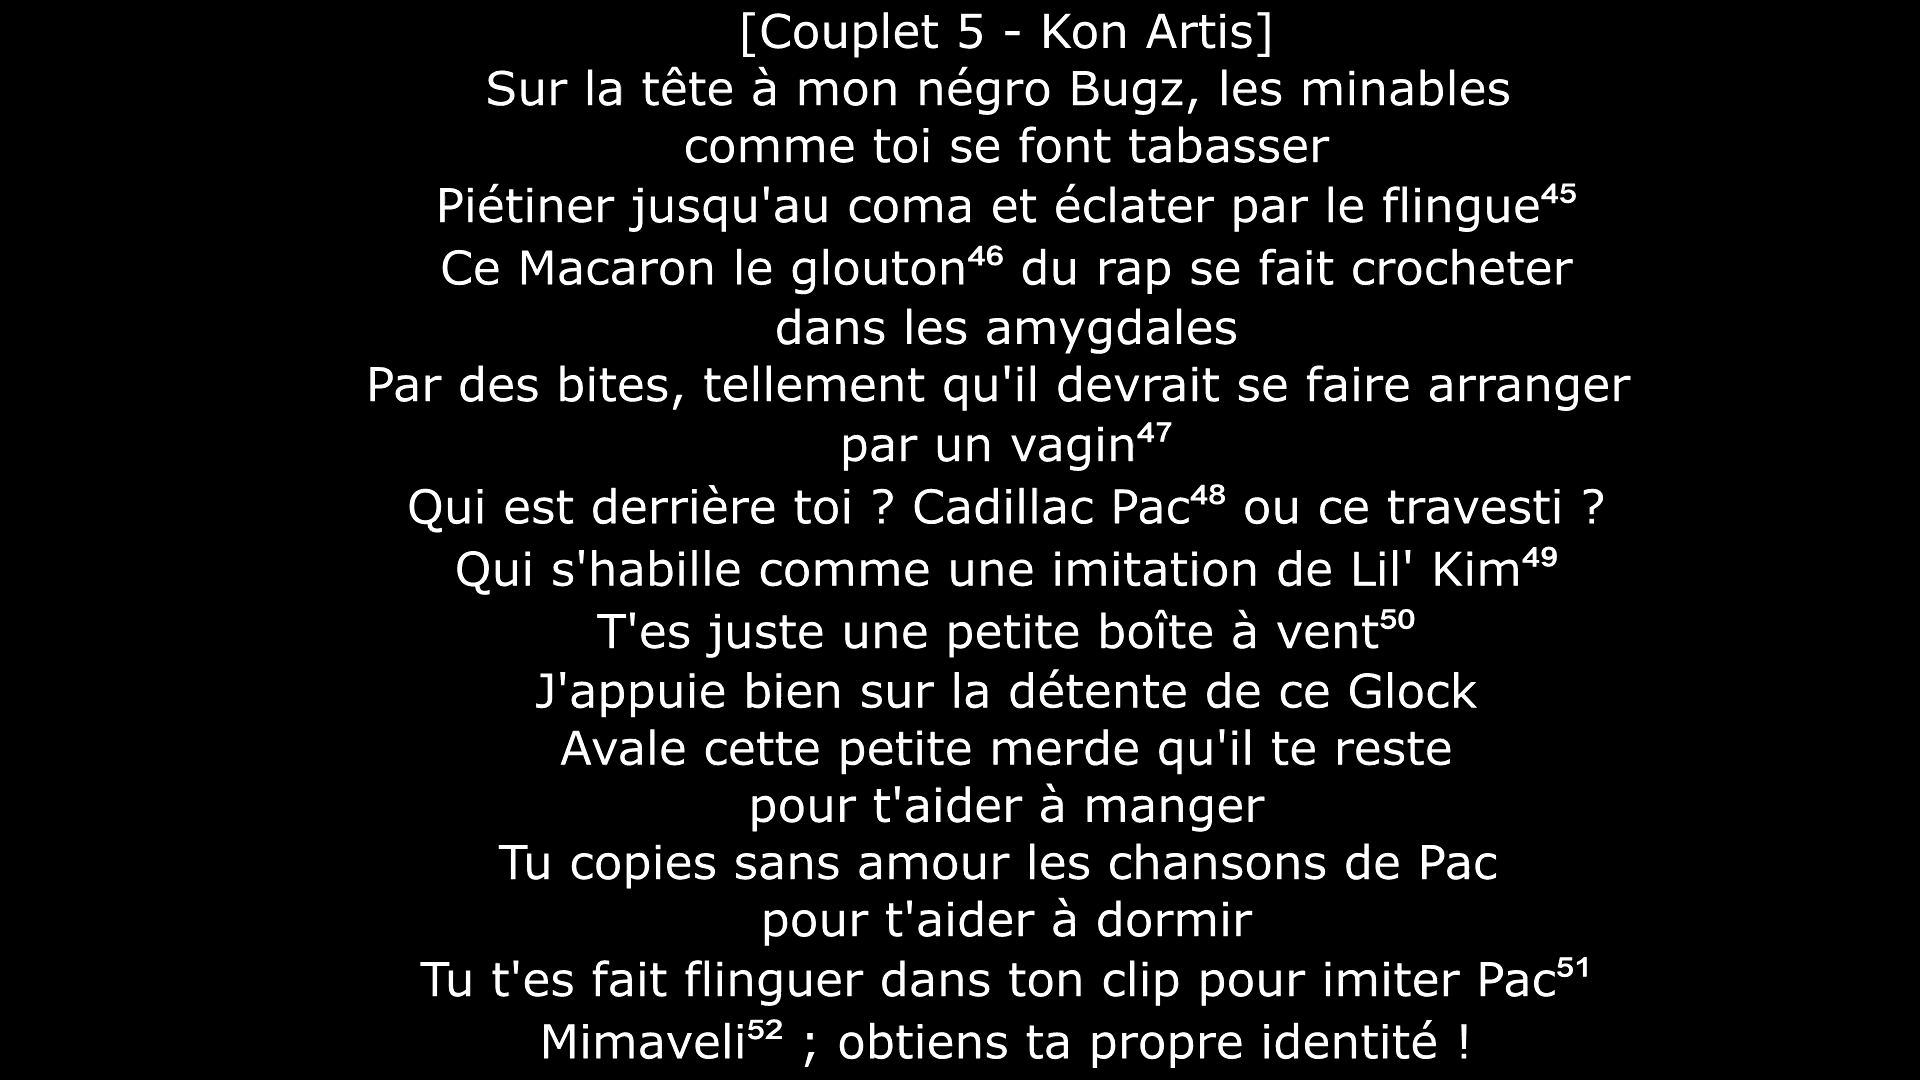 [Couplet 5 - Kon Artis]
Sur la tête à mon négro Bugz, les minables
comme toi se font tabasser
Piétiner jusqu'au coma et éclater par le flingue⁴⁵
Ce Macaron le glouton⁴⁶ du rap se fait crocheter
dans les amygdales
Par des bites, tellement qu'il devrait se faire arranger
par un vagin⁴⁷
Qui est derrière toi ? Cadillac Pac⁴⁸ ou ce travesti ?
Qui s'habille comme une imitation de Lil' Kim⁴⁹
T'es juste une petite boîte à vent⁵⁰
J'appuie bien sur la détente de ce Glock
Avale cette petite merde qu'il te reste
pour t'aider à manger
Tu copies sans amour les chansons de Pac
pour t'aider à dormir
Tu t'es fait flinguer dans ton clip pour imiter Pac⁵¹
Mimaveli⁵² ; obtiens ta propre identité !